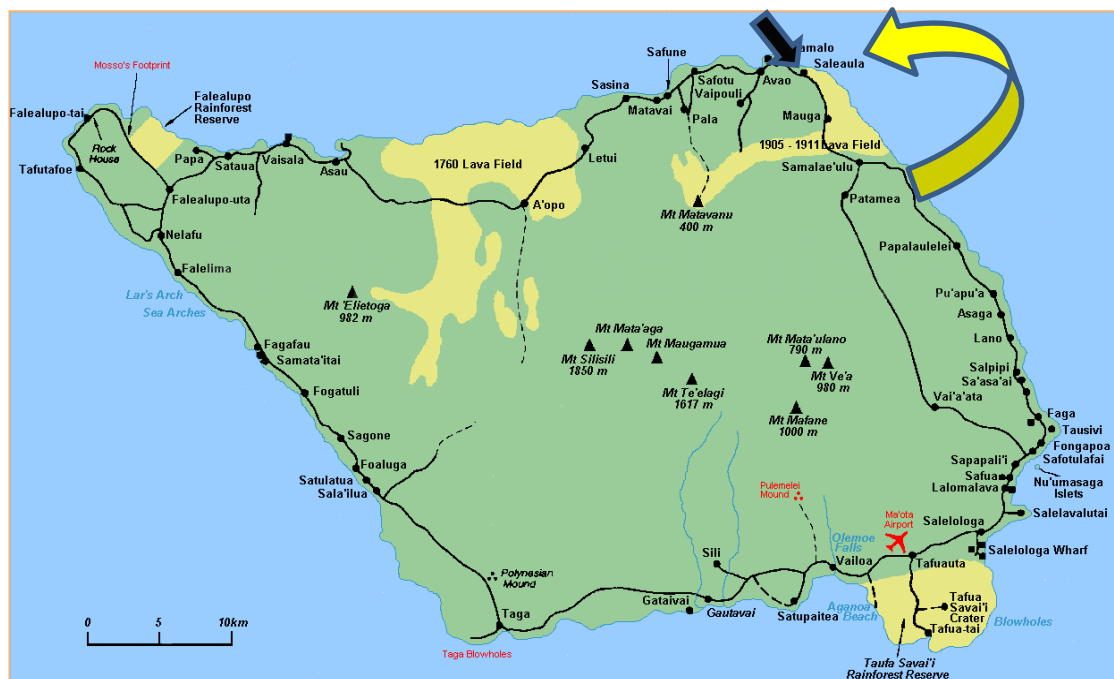 Mosso's Footprint
Falealupo-tai
Falealupo
Rainforest
Reserve
Rock
House
Tafutafoe
Papa
Sataua
Vaisala
Asau
Falealupo-uta
Nelafu
Falelima
Lar's Arch
Sea Arches
1760 Lava Field
A'opo
Letui
Sasina
Matavai
Safune
Safotu
Vaipouli
Pala
Avao
amalo
Saleaula
Mauga
1905 - 1911 Lava Field
Samalae'ulu
Patamea
Mt Matavanu
400 m
Papalaulelei
Pu'apu'a
Asaga
Lano
Salpipi
Sa'asa'ai
Faga
Tausivi
Fongapoa
Safotulafai
Sapapali'i
Safua
Nu'umasaga
Islets
Lalomalava
Salelavalutai
Salelologa
Salelologa Wharf
Mt 'Elietoga
982 m
Mt Mata'aga
Mt Maugamua
Mt Silisili
1850 m
Mt Te'elagi
1617 m
Mt Mata'ulano
790 m
Mt Ve'a
980 m
Mt Mafane
1000 m
Vai'a'ata
Fagafau
Samata'itai
Fogatuli
Sagone
Foaluga
Satulatua
Sala'ilua
Pulemelei
Mound
Ma'ota
Airport
Olemoe
Falls
Sili
Vailoa
Tafuauta
Polynesian
Mound
Taga
Gataivai
Gautavai
Satupaitea
Aganoa
Beach
Tafua
Savai'i
Crater
Tafua-tai
Blowholes
Taufa Savai'i
Rainforest Reserve
Taga Blowholes
0 5 10km